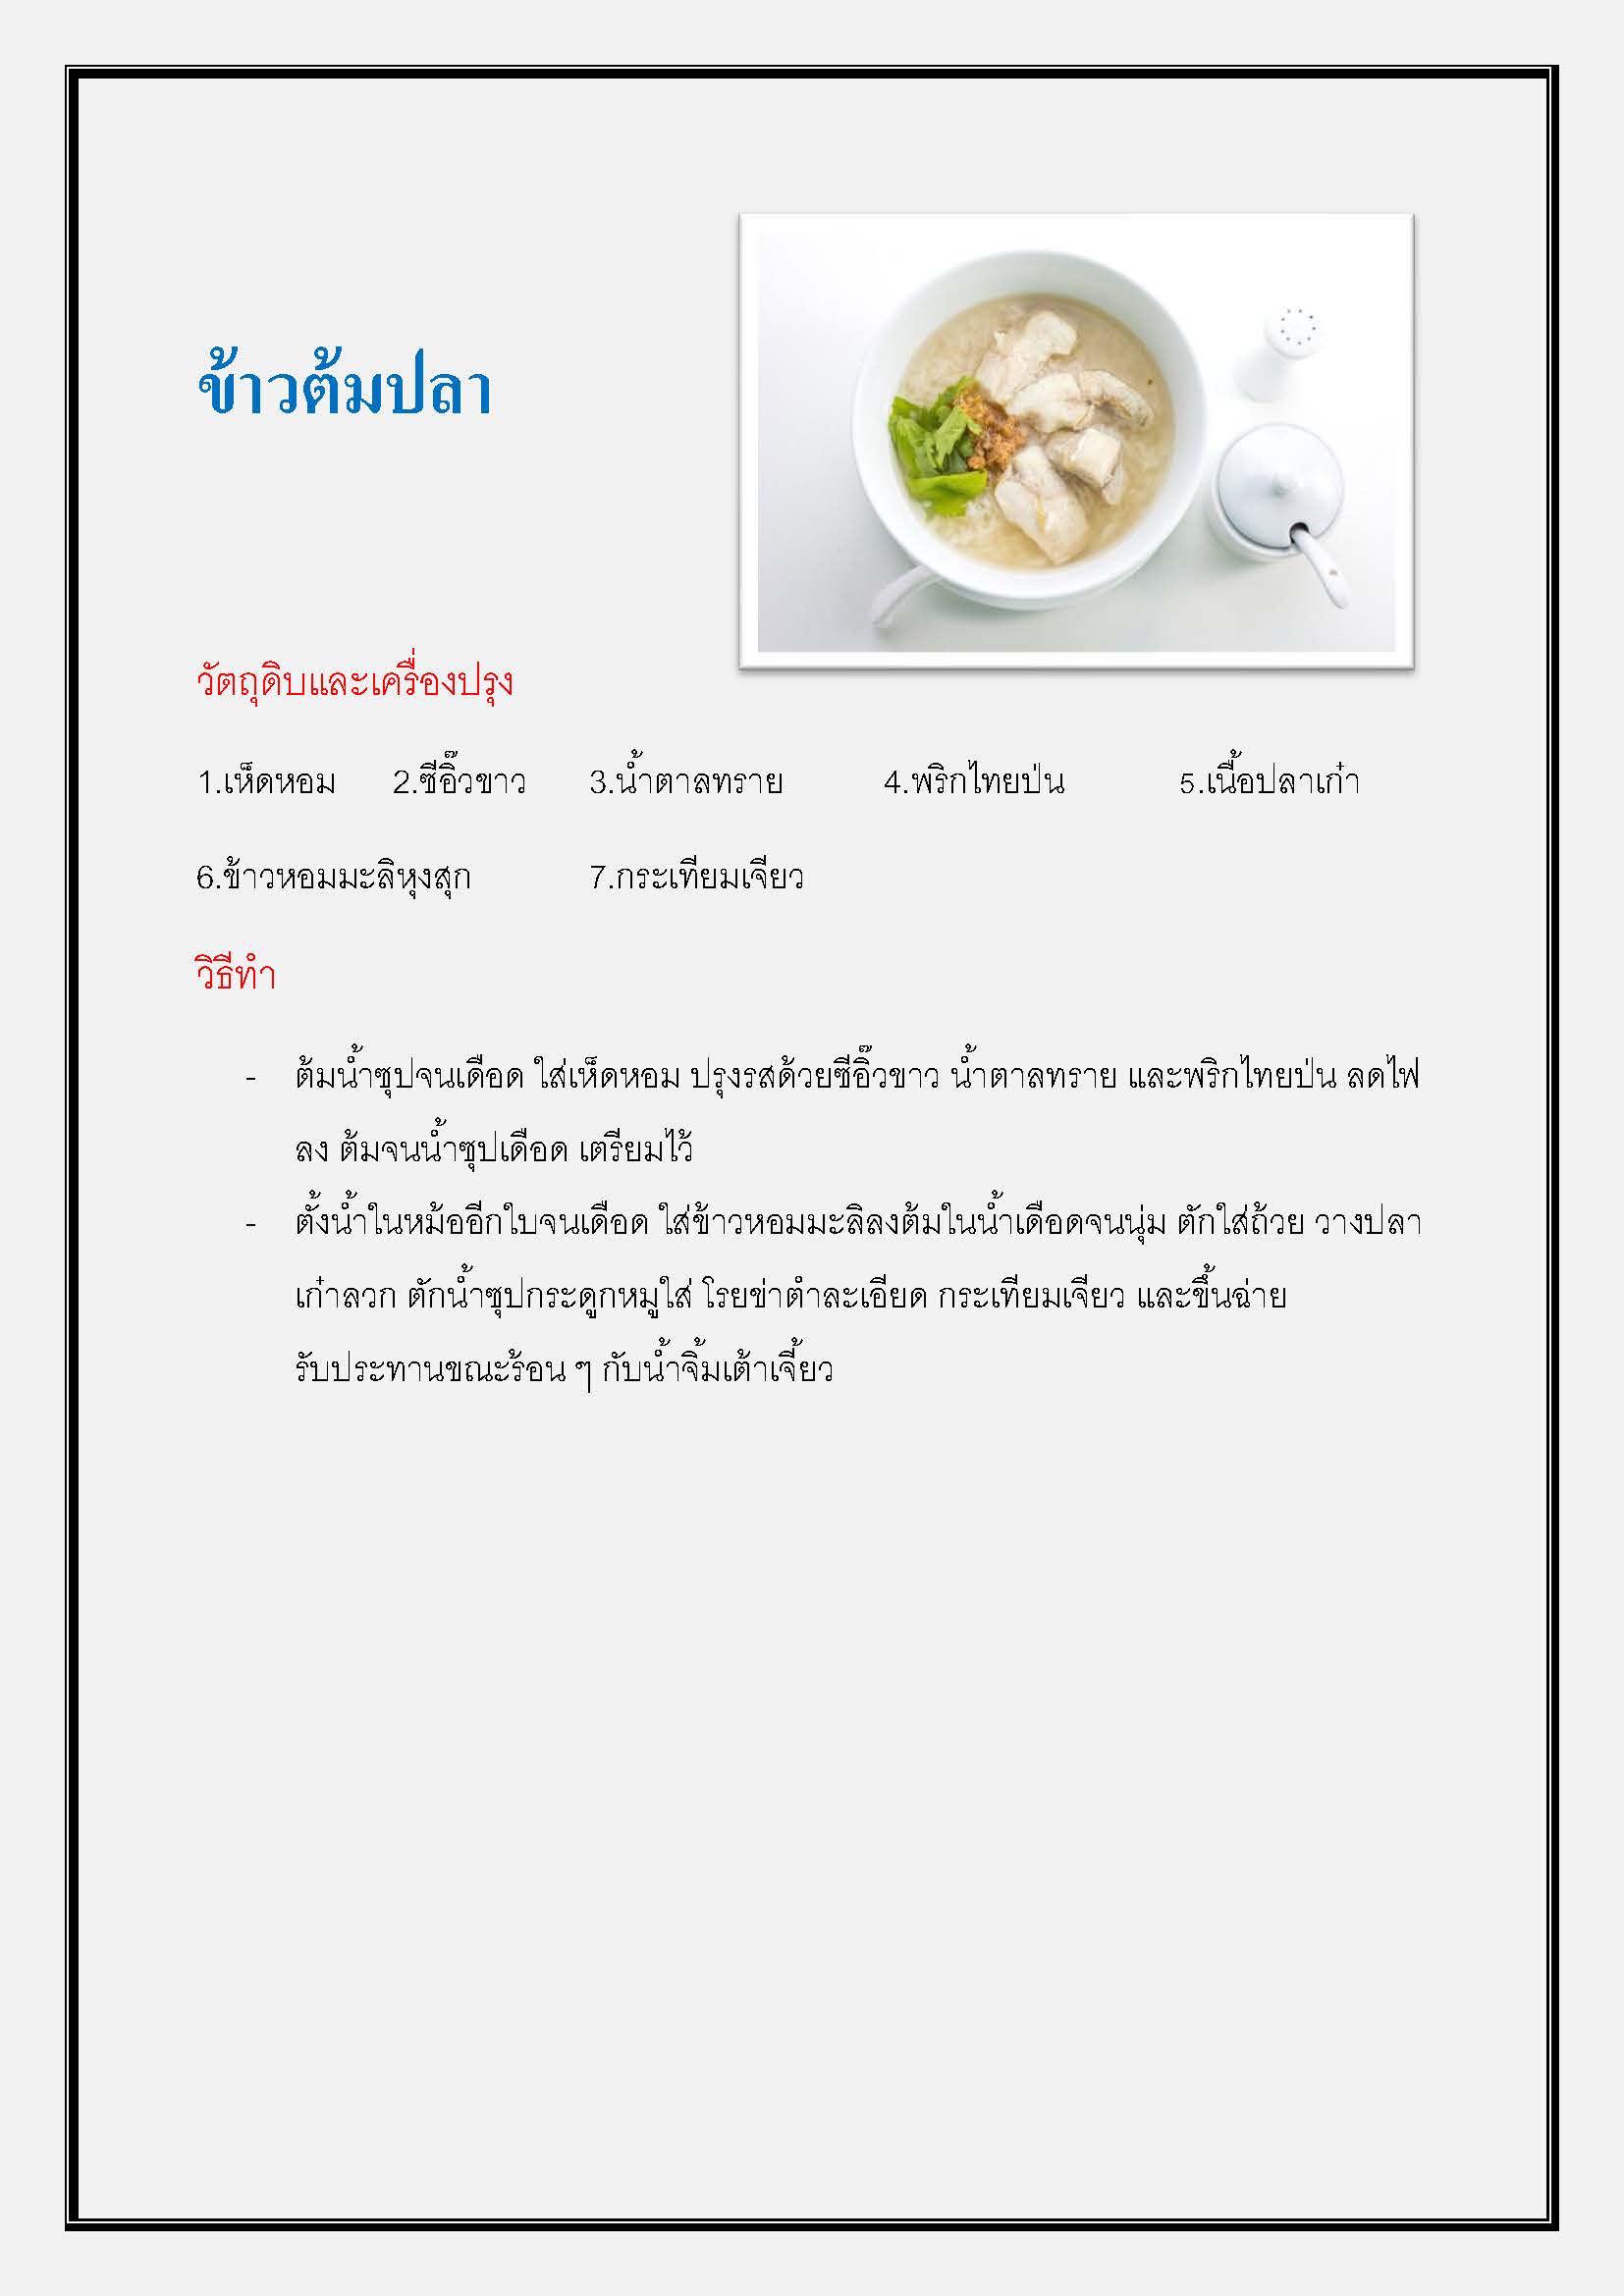 ข้าวต้มปลา
วัตถุดิบและเครื่องปรุง
1.เห็ดหอม 2.ซีอิ๊วขาว 3.น้ำตาลทราย 4.พริกไทยป่น 5.เนื้อปลาเก๋า
6.ข้าวหอมมะลิหุงสุก 7.กระเทียมเจียว
วิธีทำ
- ต้มน้ำซุปจนเดือด ใส่เห็ดหอม ปรุงรสด้วยซีอิ๊วขาว น้ำตาลทราย และพริกไทยป่น ลดไฟ
ลง ต้มจนน้ำซุปเดือด เตรียมไว้
- ตั้งน้ำในหม้ออีกใบจนเดือด ใส่ข้าวหอมมะลิลงต้มในน้ำเดือดจนนุ่ม ตักใส่ถ้วย วางปลา
เก๋าลวก ตักน้ำซุปกระดูกหมูใส่ โรยข่าตำละเอียด กระเทียมเจียว และขึ้นฉ่าย
รับประทานขณะร้อน ๆ กับน้ำจิ้มเต้าเจี้ยว